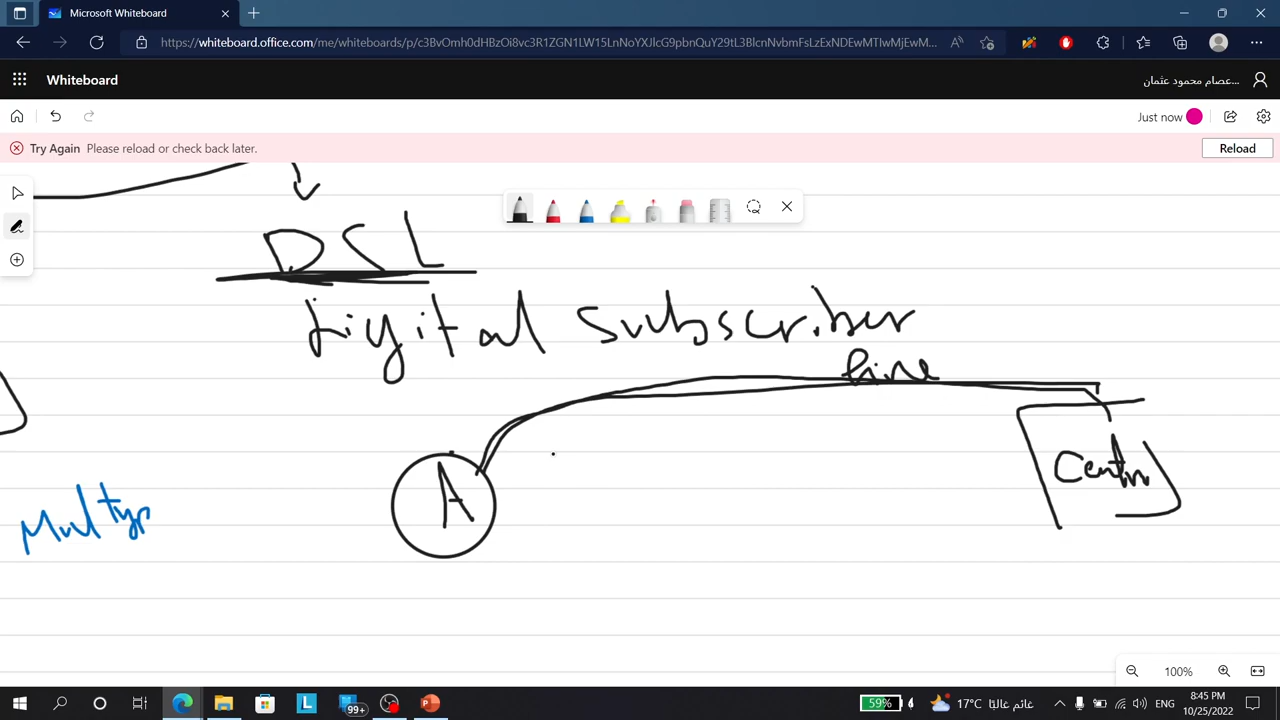 Microsoft Whiteboard
https://whiteboard.office.com/me/whiteboards/p/c3BvOmh0dHBzOi8vc3R1ZGN1LW15LnNoYXJlcG9pbnQuY29tL3BlcnNvbmFsLzExNDEwMTIwMjEwM...
Whiteboard
عصام محمود عثمان...
Just now
Try Again Please reload or check back later.
Reload
DSL
Digital Subscriber
line
A
Centr
100%
L
99+
59%
17°C غائم غالبًا
ENG
8:45 PM
10/25/2022